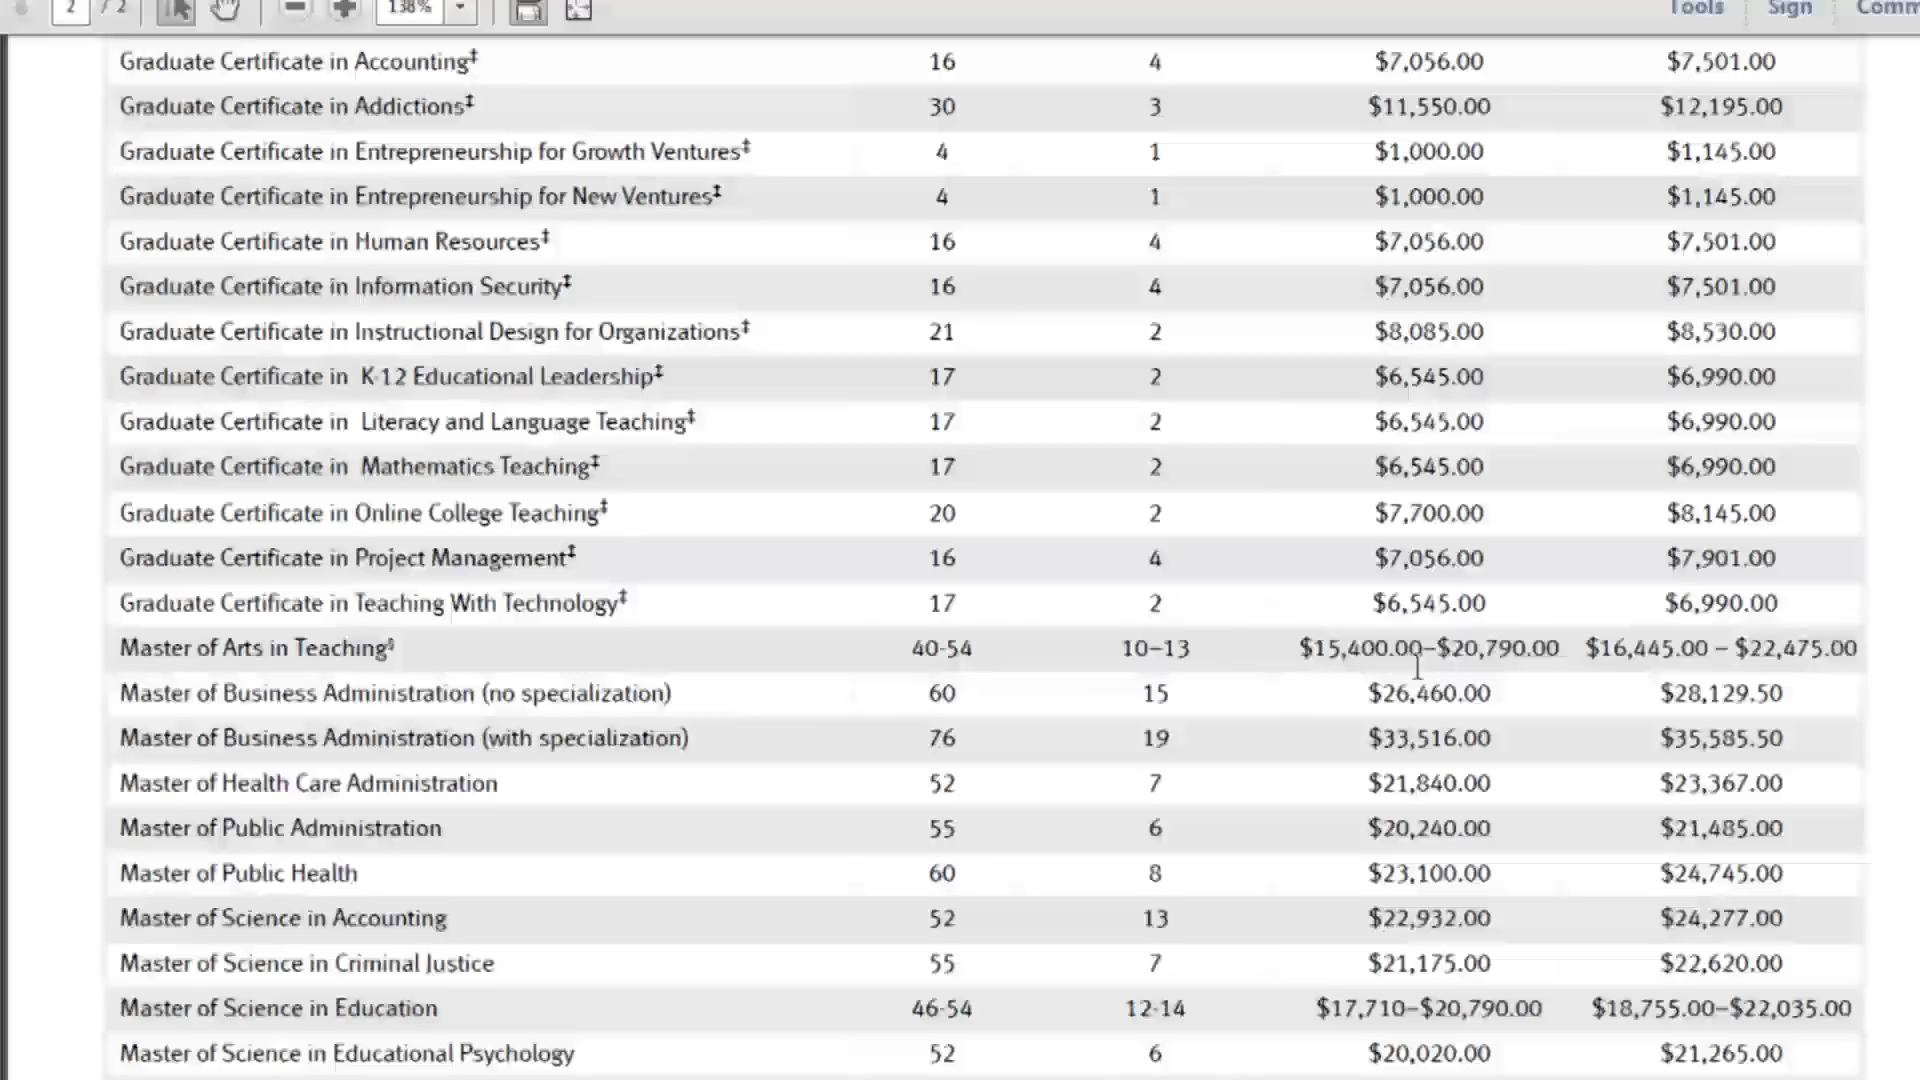 2 / 2 138% Tools Sign Comm
Graduate Certificate in Accounting‡ 16 4 $7,056.00 $7,501.00
Graduate Certificate in Addictions‡ 30 3 $11,550.00 $12,195.00
Graduate Certificate in Entrepreneurship for Growth Ventures‡ 4 1 $1,000.00 $1,145.00
Graduate Certificate in Entrepreneurship for New Ventures‡ 4 1 $1,000.00 $1,145.00
Graduate Certificate in Human Resources‡ 16 4 $7,056.00 $7,501.00
Graduate Certificate in Information Security‡ 16 4 $7,056.00 $7,501.00
Graduate Certificate in Instructional Design for Organizations‡ 21 2 $8,085.00 $8,530.00
Graduate Certificate in K-12 Educational Leadership‡ 17 2 $6,545.00 $6,990.00
Graduate Certificate in Literacy and Language Teaching‡ 17 2 $6,545.00 $6,990.00
Graduate Certificate in Mathematics Teaching‡ 17 2 $6,545.00 $6,990.00
Graduate Certificate in Online College Teaching‡ 20 2 $7,700.00 $8,145.00
Graduate Certificate in Project Management‡ 16 4 $7,056.00 $7,901.00
Graduate Certificate in Teaching With Technology‡ 17 2 $6,545.00 $6,990.00
Master of Arts in Teaching§ 40-54 10–13 $15,400.00–$20,790.00 $16,445.00 – $22,475.00
Master of Business Administration (no specialization) 60 15 $26,460.00 $28,129.50
Master of Business Administration (with specialization) 76 19 $33,516.00 $35,585.50
Master of Health Care Administration 52 7 $21,840.00 $23,367.00
Master of Public Administration 55 6 $20,240.00 $21,485.00
Master of Public Health 60 8 $23,100.00 $24,745.00
Master of Science in Accounting 52 13 $22,932.00 $24,277.00
Master of Science in Criminal Justice 55 7 $21,175.00 $22,620.00
Master of Science in Education 46-54 12-14 $17,710–$20,790.00 $18,755.00–$22,035.00
Master of Science in Educational Psychology 52 6 $20,020.00 $21,265.00